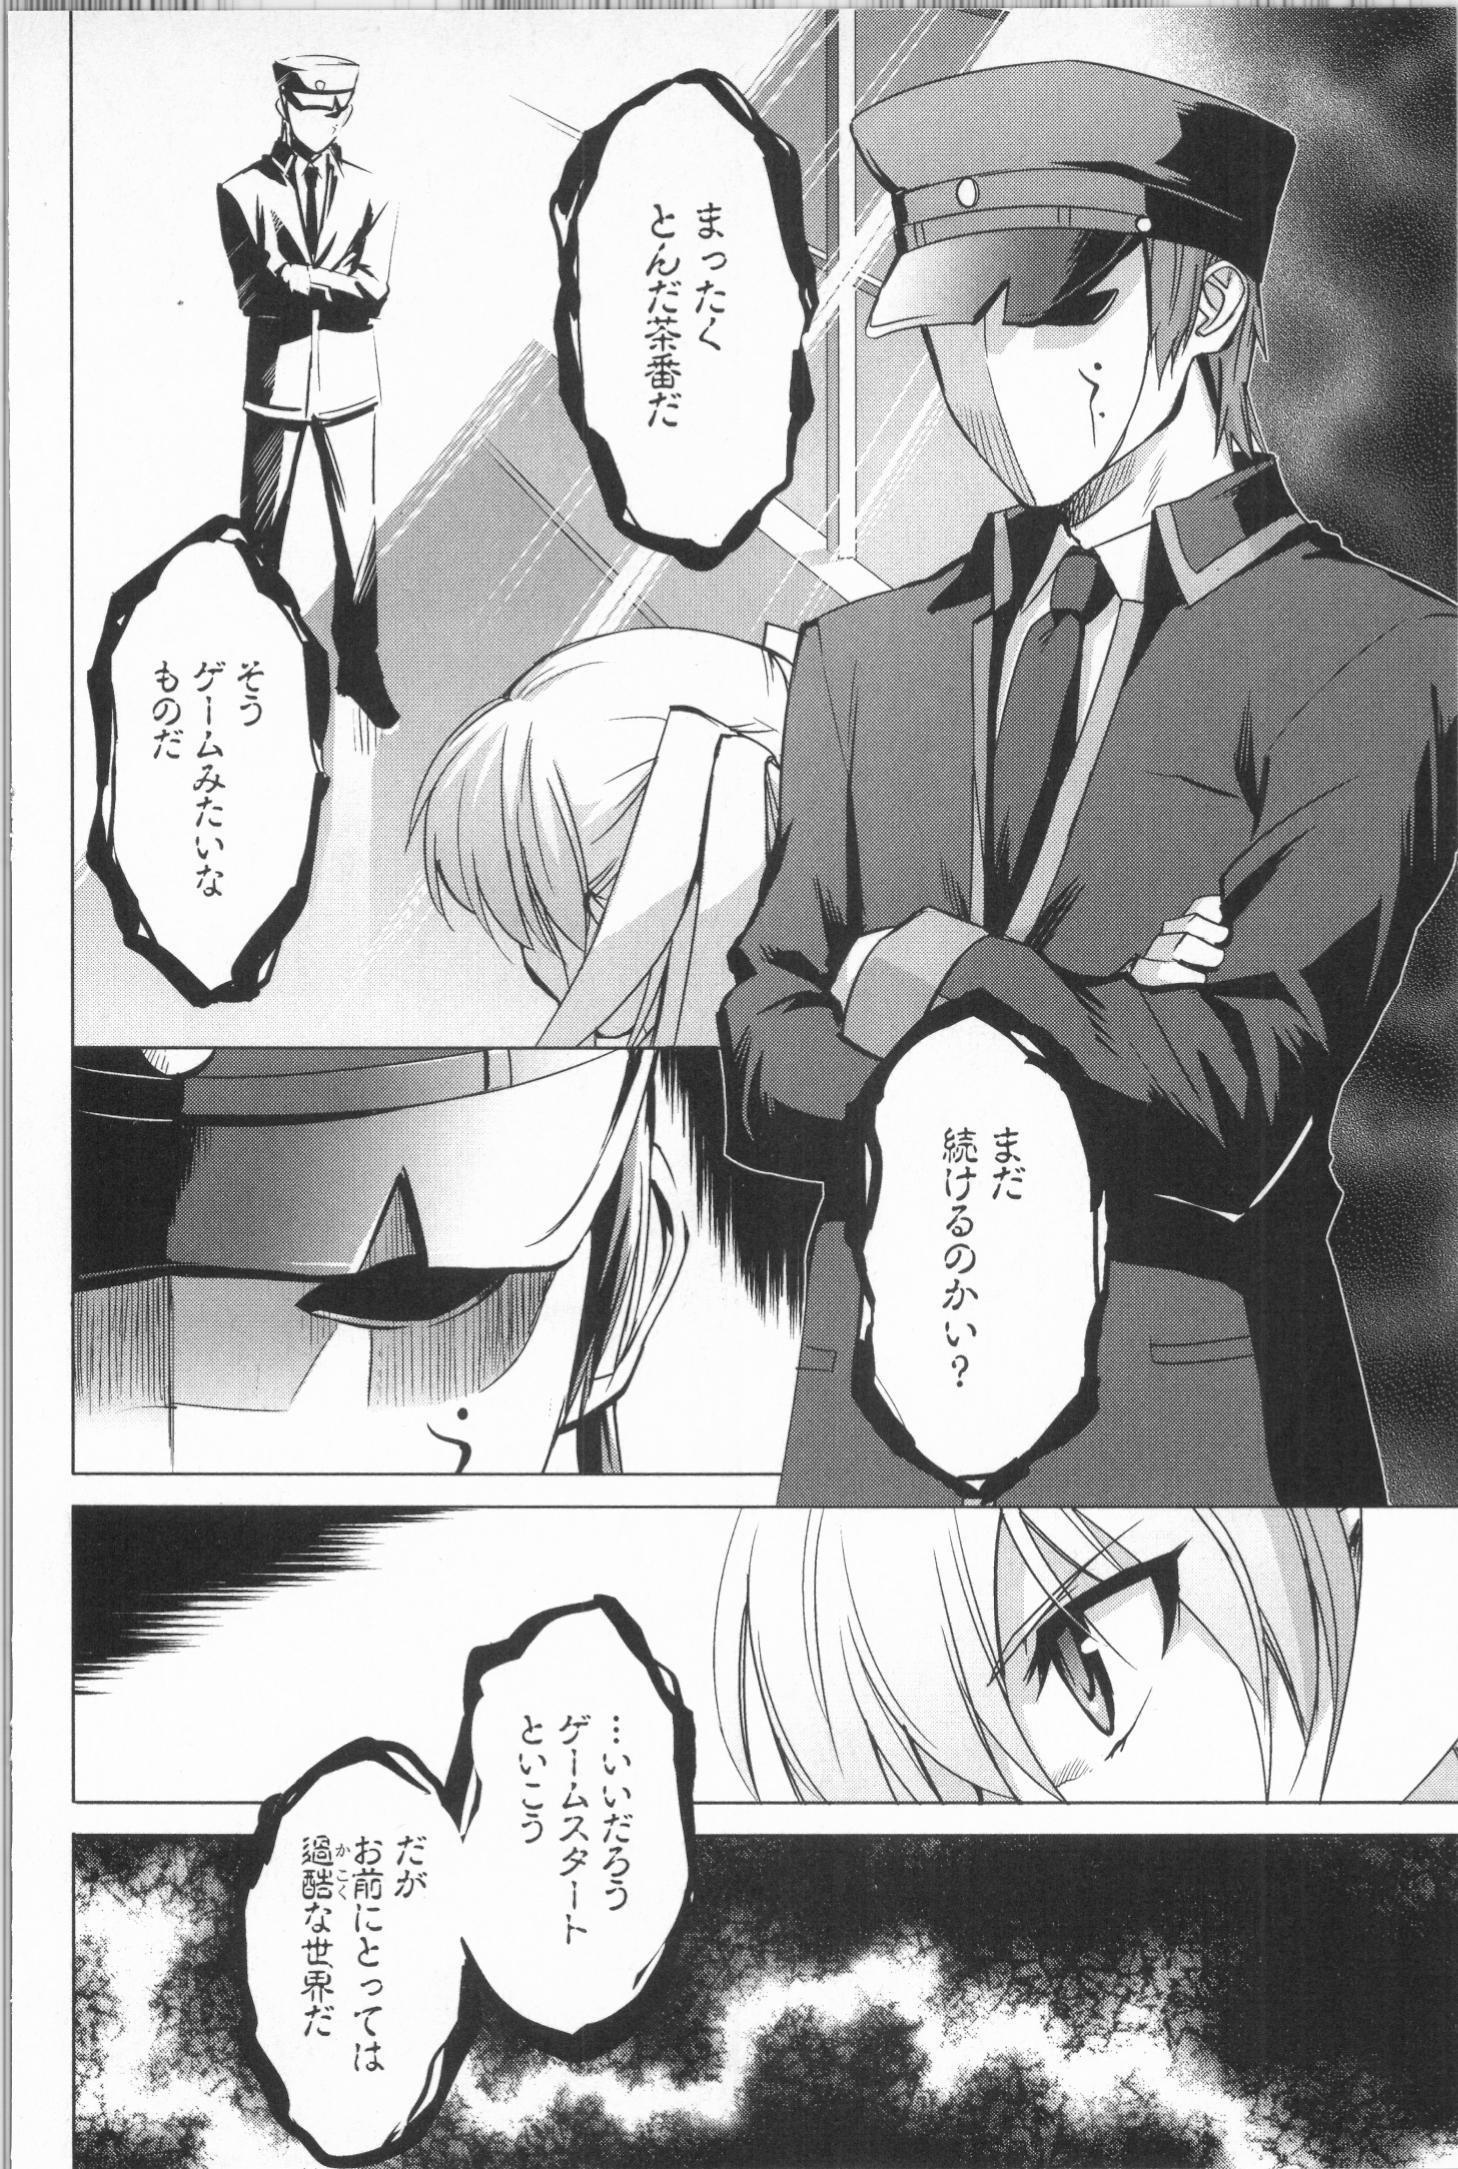 まったく
とんだ茶番だ
そう
ゲームみたいな
ものだ
まだ
続けるのかい？
…いいだろう
ゲームスタート
といこう
だが
お前にとっては
過酷な世界だ
かこく